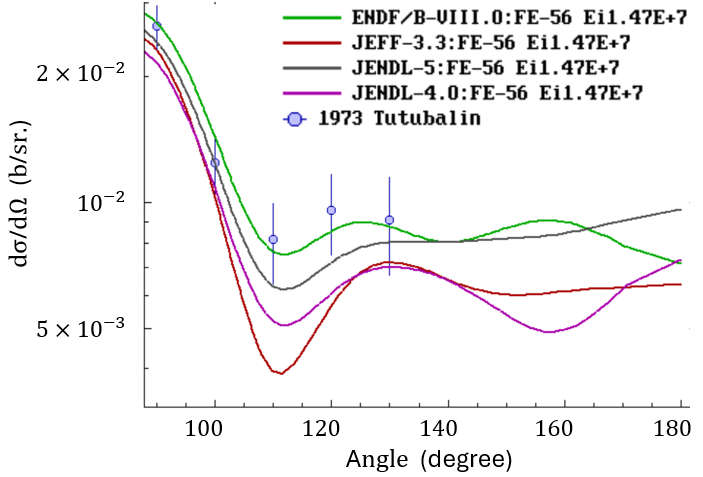 ENDF/B-VIII.0:FE-56 Ei1.47E+7
JEFF-3.3:FE-56 Ei1.47E+7
JENDL-5:FE-56 Ei1.47E+7
JENDL-4.0:FE-56 Ei1.47E+7
1973 Tutubalin
dσ/dΩ (b/sr.)
2 × 10⁻²
10⁻²
5 × 10⁻³
100 120 140 160 180
Angle (degree)